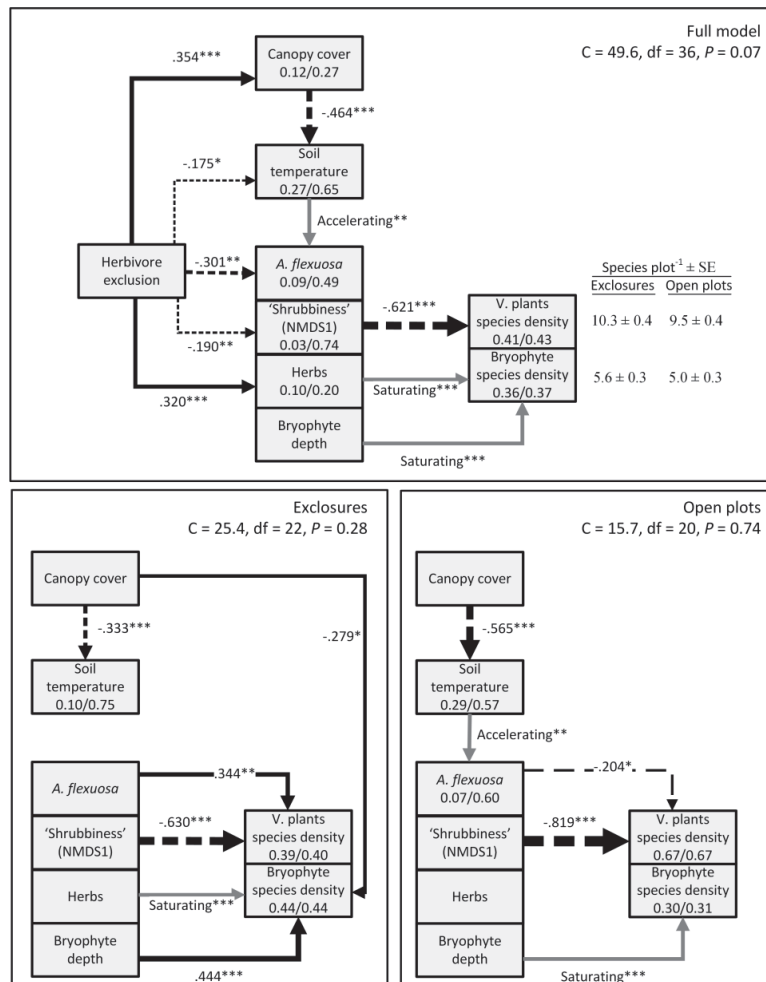 Full model
C = 49.6, df = 36, P = 0.07
.354***
Canopy cover
0.12/0.27
-.464***
-.175*
Soil
temperature
0.27/0.65
Accelerating**
Herbivore
exclusion
-.301**
A. flexuosa
0.09/0.49
-.190**
'Shrubbiness'
(NMDS1)
0.03/0.74
-.621***
.320***
Herbs
0.10/0.20
Saturating***
Bryophyte
depth
Saturating***
V. plants
species density
0.41/0.43
Bryophyte
species density
0.36/0.37
Species plot-1 ± SE
Exclosures Open plots
10.3 ± 0.4 9.5 ± 0.4
5.6 ± 0.3 5.0 ± 0.3
Exclosures
C = 25.4, df = 22, P = 0.28
Canopy cover
-.333***
-.279*
Soil
temperature
0.10/0.75
A. flexuosa
.344**
'Shrubbiness'
(NMDS1)
-.630***
V. plants
species density
0.39/0.40
Herbs
Saturating***
Bryophyte
species density
0.44/0.44
Bryophyte
depth
.444***
Open plots
C = 15.7, df = 20, P = 0.74
Canopy cover
-.565***
Soil
temperature
0.29/0.57
Accelerating**
A. flexuosa
0.07/0.60
-.204*
'Shrubbiness'
(NMDS1)
-.819***
V. plants
species density
0.67/0.67
Herbs
Bryophyte
species density
0.30/0.31
Bryophyte
depth
Saturating***